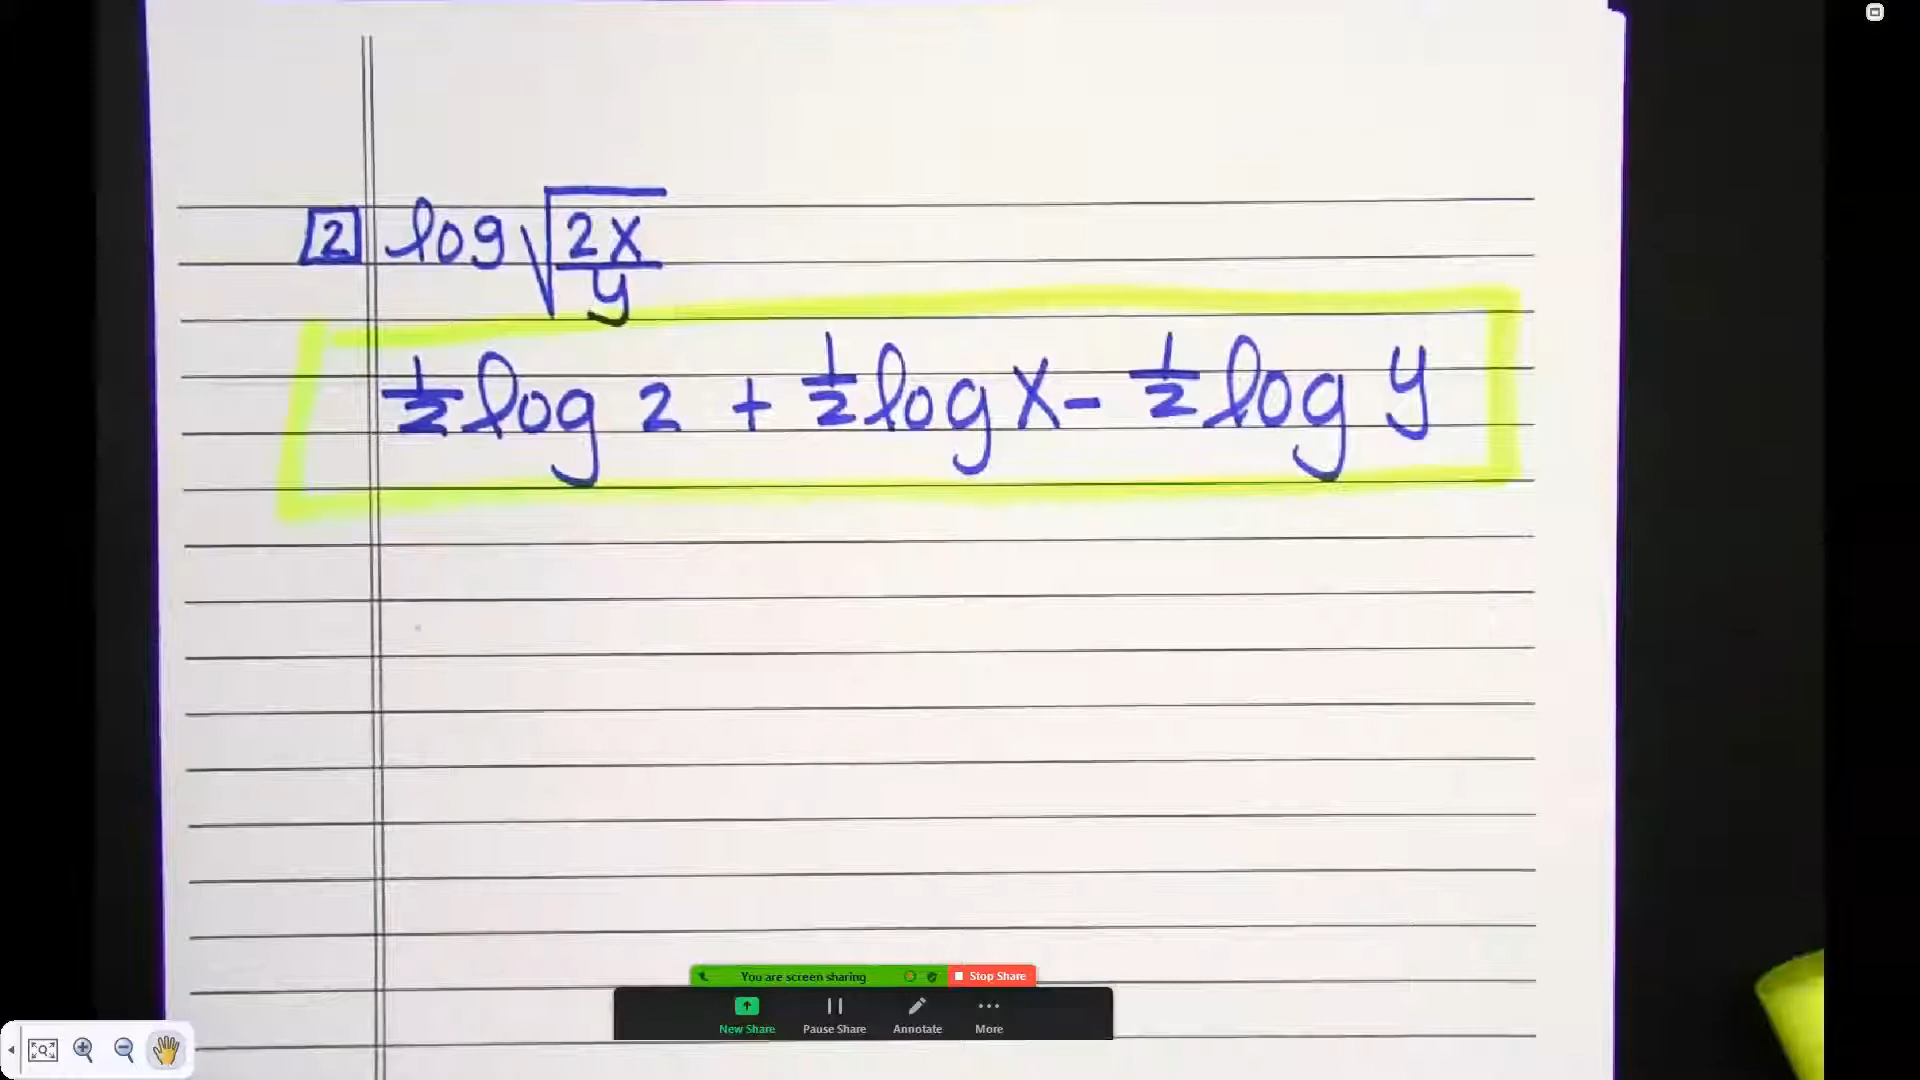 2 log √(2x/y)
½ log 2 + ½ log x - ½ log y
You are screen sharing Stop Share
New Share Pause Share Annotate More